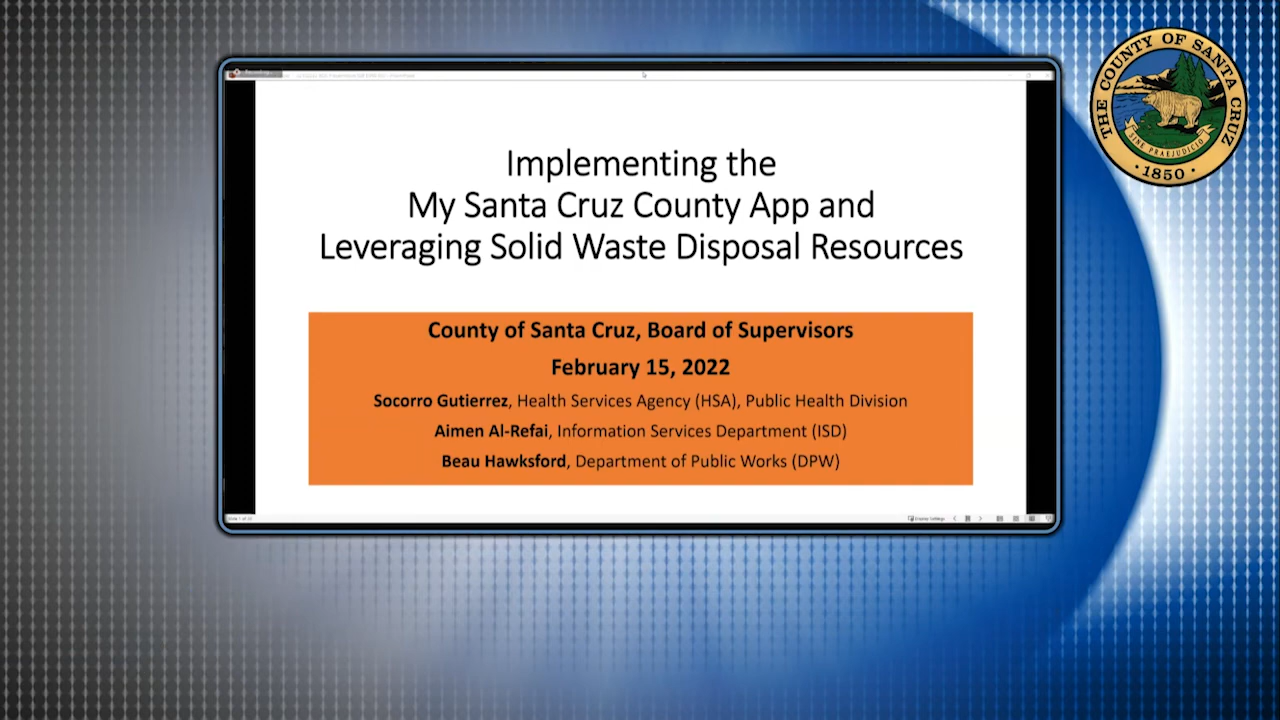 Implementing the
My Santa Cruz County App and
Leveraging Solid Waste Disposal Resources
County of Santa Cruz, Board of Supervisors
February 15, 2022
Socorro Gutierrez, Health Services Agency (HSA), Public Health Division
Aimen Al-Refai, Information Services Department (ISD)
Beau Hawksford, Department of Public Works (DPW)
Display Settings
THE COUNTY OF SANTA CRUZ
SINE PRAEJUDICIO
· 1850 ·